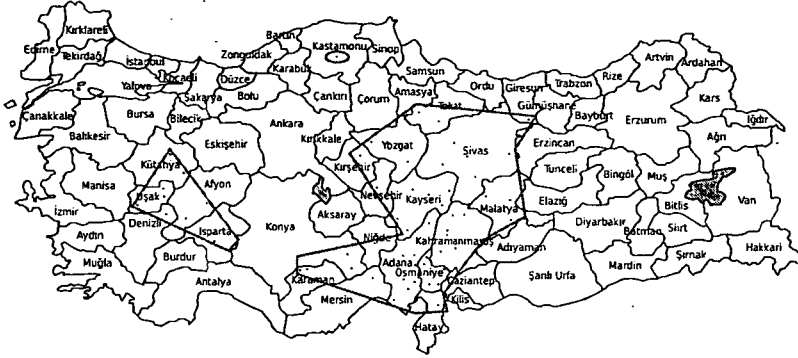 Kırklareli
Edirne
Tekirdağ
İstanbul
Kocaeli
Yalova
Sakarya
Düzce
Zonguldak
Bartın
Karabük
Kastamonu
Sinop
Bolu
Çankırı
Çorum
Samsun
Amasya
Tokat
Ordu
Giresun
Trabzon
Rize
Artvin
Ardahan
Gümüşhane
Bayburt
Erzurum
Kars
Iğdır
Ağrı
Çanakkale
Balıkesir
Bursa
Bilecik
Eskişehir
Ankara
Kırıkkale
Yozgat
Sivas
Erzincan
Tunceli
Bingöl
Muş
Kütahya
Manisa
Uşak
Afyon
Kırşehir
Nevşehir
Kayseri
Malatya
Elazığ
Bitlis
Van
İzmir
Aydın
Denizli
Isparta
Konya
Aksaray
Niğde
Kahramanmaraş
Adıyaman
Diyarbakır
Batman
Siirt
Hakkari
Muğla
Burdur
Antalya
Karaman
Mersin
Adana
Osmaniye
Gaziantep
Kilis
Şanlı Urfa
Mardin
Şırnak
Hatay